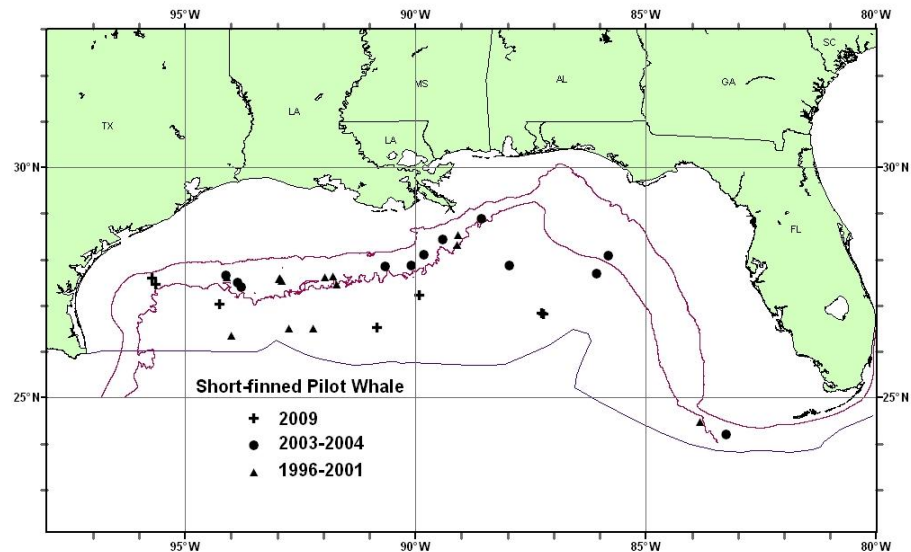 95°W 90°W 85°W 80°W
SC
MS AL GA
TX LA
LA
30°N 30°N
FL
25°N 25°N
Short-finned Pilot Whale
2009
2003-2004
1996-2001
95°W 90°W 85°W 80°W